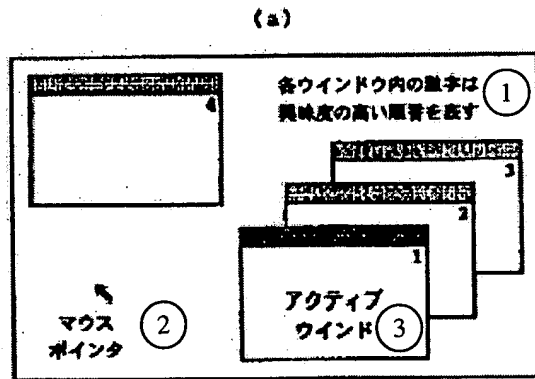 (a)
4
各ウインドウ内の数字は
興味度の高い順番を表す
①
3
2
1
マウス
ポインタ
②
アクティブ
ウインド
③